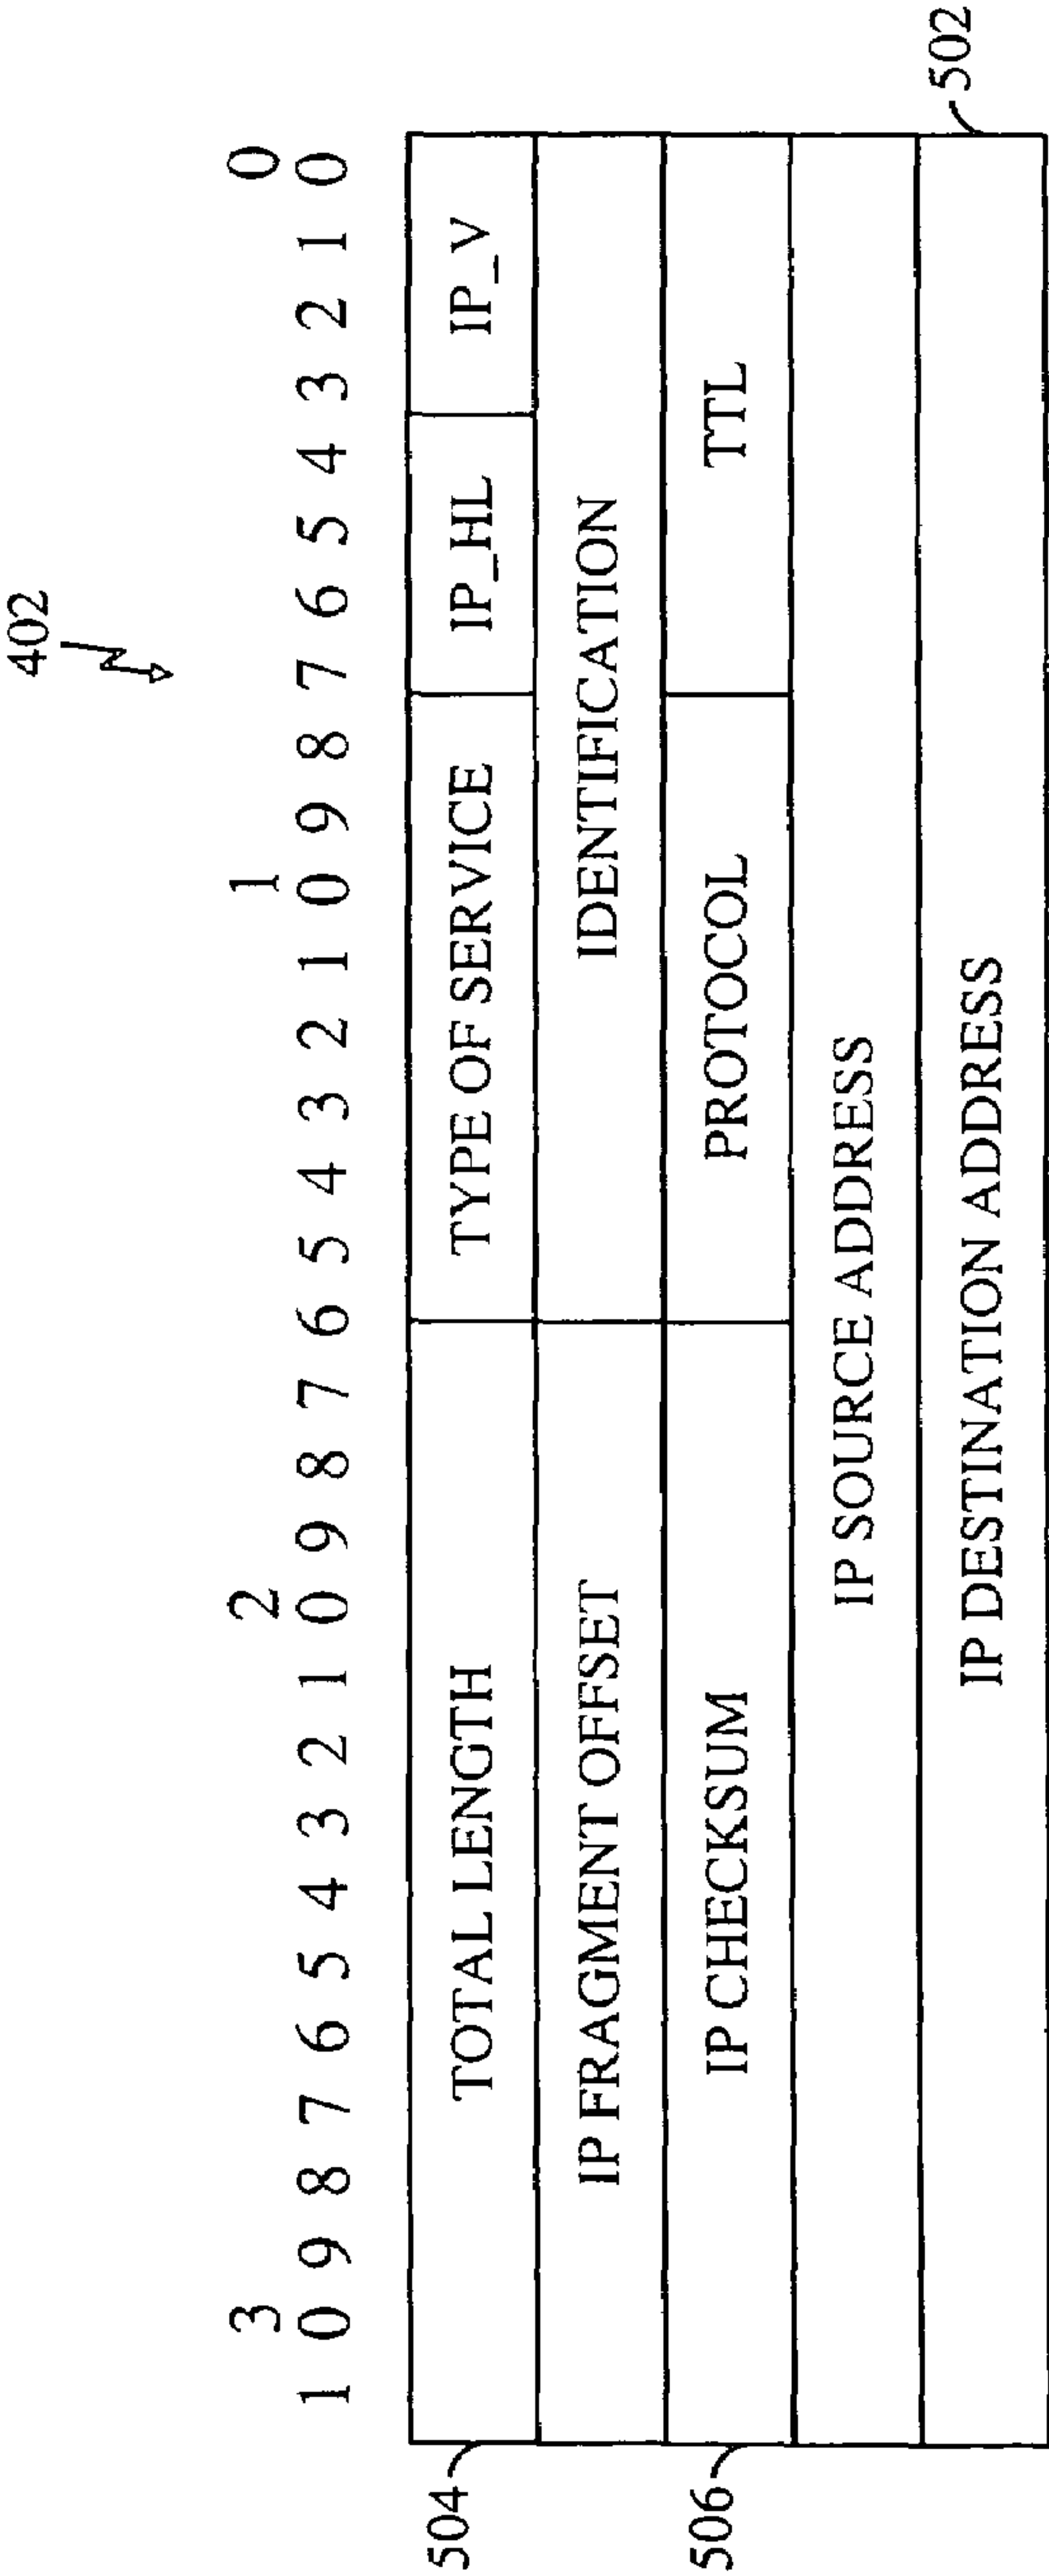 402
3 2 1 0
1 0 9 8 7 6 5 4 3 2 1 0 9 8 7 6 5 4 3 2 1 0 9 8 7 6 5 4 3 2 1 0
504 TOTAL LENGTH TYPE OF SERVICE IP_HL IP_V
IP FRAGMENT OFFSET IDENTIFICATION
506 IP CHECKSUM PROTOCOL TTL
IP SOURCE ADDRESS
IP DESTINATION ADDRESS 502